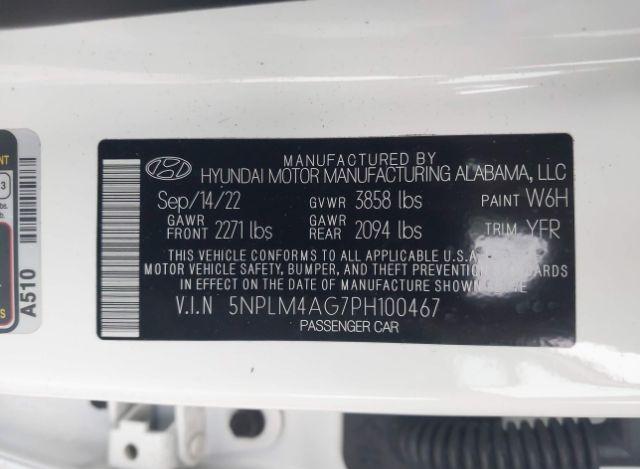 MANUFACTURED BY
HYUNDAI MOTOR MANUFACTURING ALABAMA, LLC
Sep/14/22 GVWR 3858 lbs PAINT W6H
GAWR FRONT 2271 lbs GAWR REAR 2094 lbs TRIM YFR
THIS VEHICLE CONFORMS TO ALL APPLICABLE U.S.A
MOTOR VEHICLE SAFETY, BUMPER, AND THEFT PREVENTION
IN EFFECT ON THE DATE OF MANUFACTURE SHOWN
V.I.N 5NPLM4AG7PH100467
PASSENGER CAR
A510